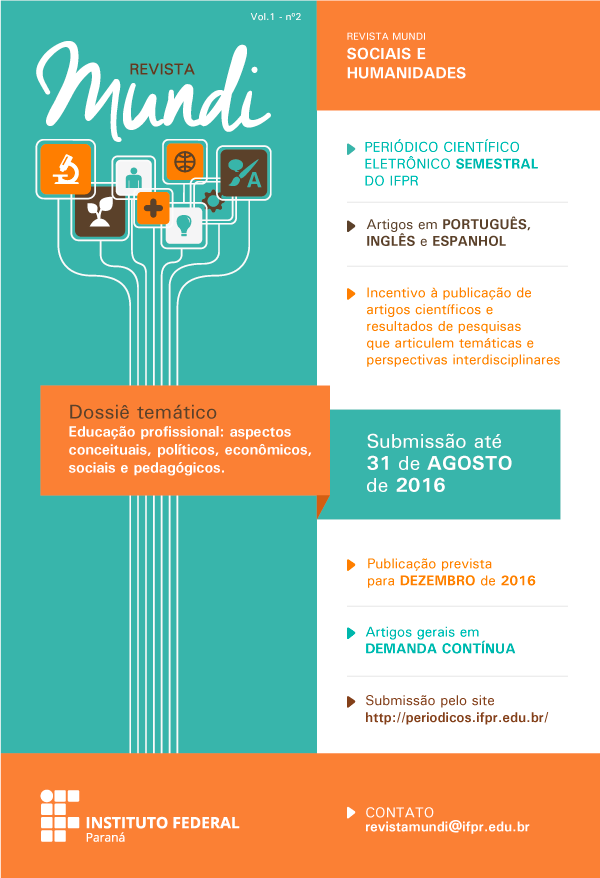 Vol.1 - nº2
REVISTA
Mundi
A
REVISTA MUNDI
SOCIAIS E
HUMANIDADES
PERIÓDICO CIENTÍFICO
ELETRÔNICO SEMESTRAL
DO IFPR
Artigos em PORTUGUÊS,
INGLÊS e ESPANHOL
Incentivo à publicação de
artigos científicos e
resultados de pesquisas
que articulem temáticas e
perspectivas interdisciplinares
Dossiê temático
Educação profissional: aspectos
conceituais, políticos, econômicos,
sociais e pedagógicos.
Submissão até
31 de AGOSTO
de 2016
Publicação prevista
para DEZEMBRO de 2016
Artigos gerais em
DEMANDA CONTÍNUA
Submissão pelo site
http://periodicos.ifpr.edu.br/
INSTITUTO FEDERAL
Paraná
CONTATO
revistamundi@ifpr.edu.br